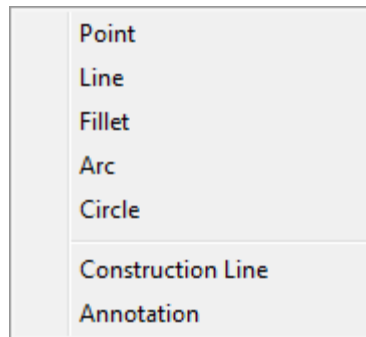 Point
Line
Fillet
Arc
Circle
Construction Line
Annotation